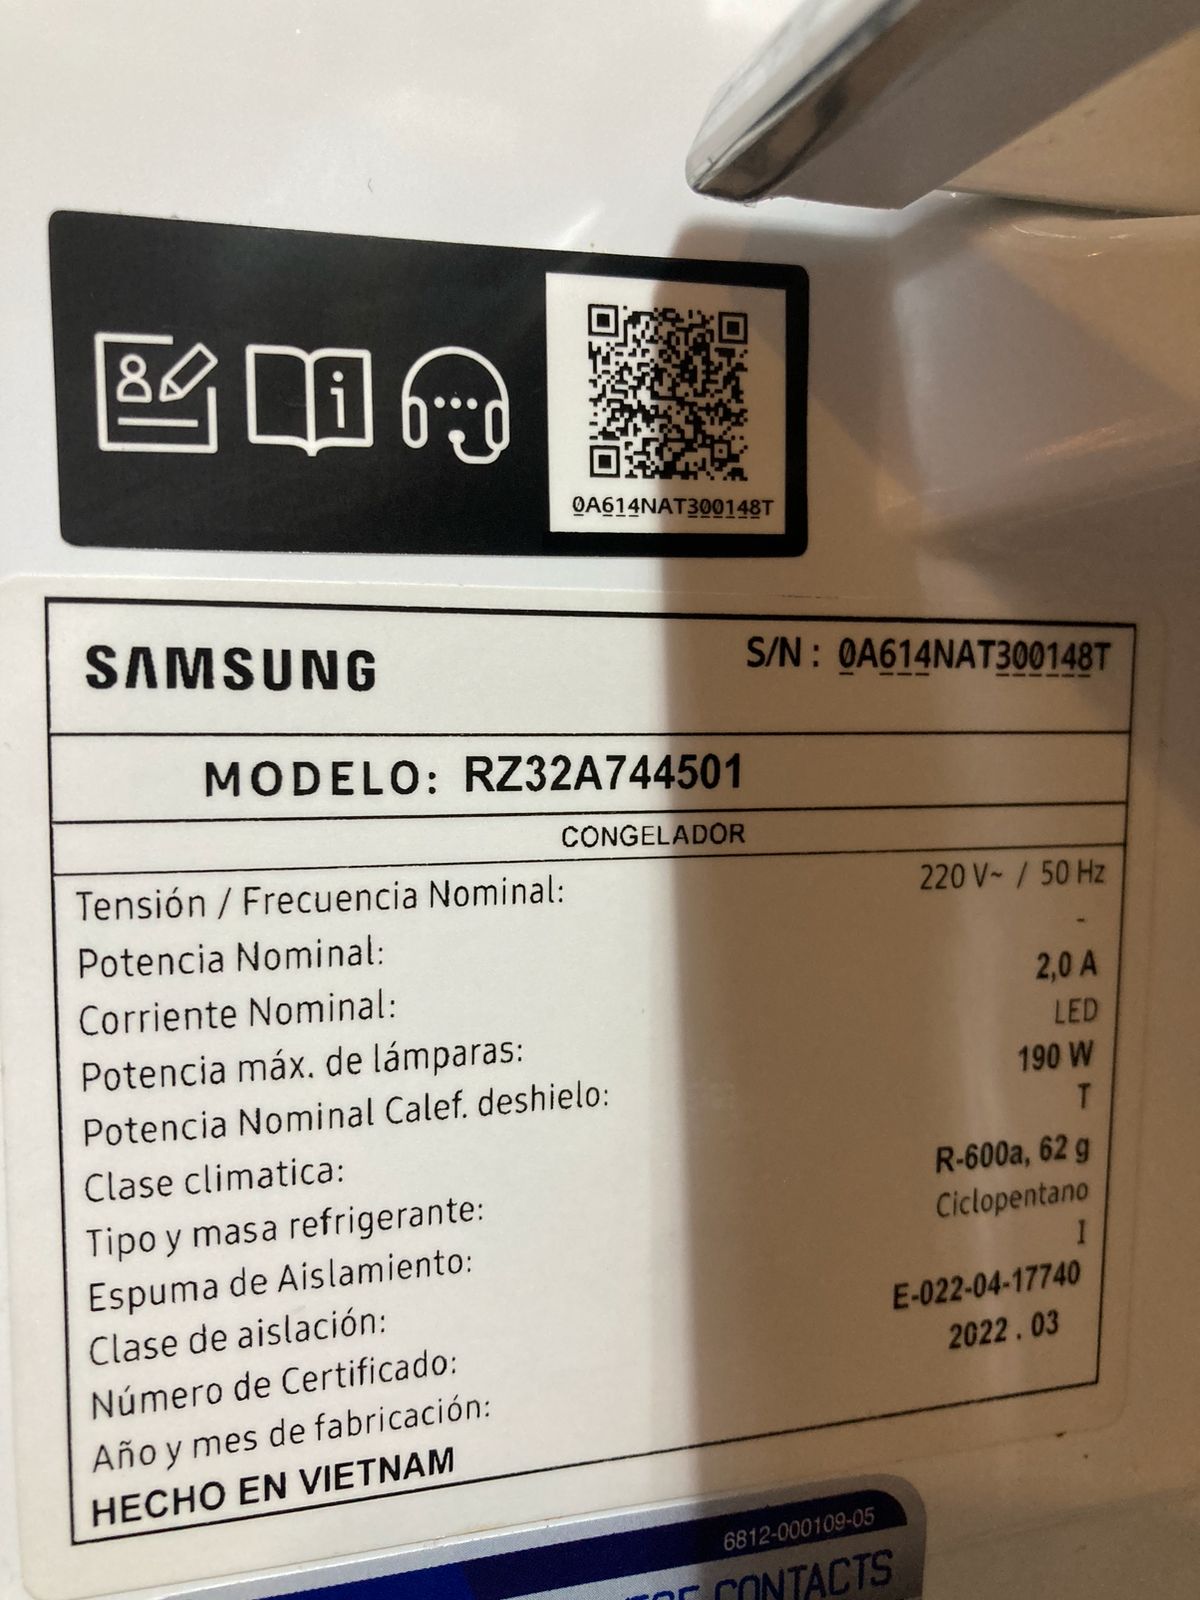 0A614NAT300148T
SAMSUNG
S/N : 0A614NAT300148T
MODELO: RZ32A744501
CONGELADOR
Tensión / Frecuencia Nominal: 220 V~ / 50 Hz
Potencia Nominal: -
Corriente Nominal: 2,0 A
Potencia máx. de lámparas: LED
Potencia Nominal Calef. deshielo: 190 W
Clase climatica: T
Tipo y masa refrigerante: R-600a, 62 g
Espuma de Aislamiento: Ciclopentano
Clase de aislación: I
Número de Certificado: E-022-04-17740
Año y mes de fabricación: 2022 . 03
HECHO EN VIETNAM
6812-000109-05
CONTACTS